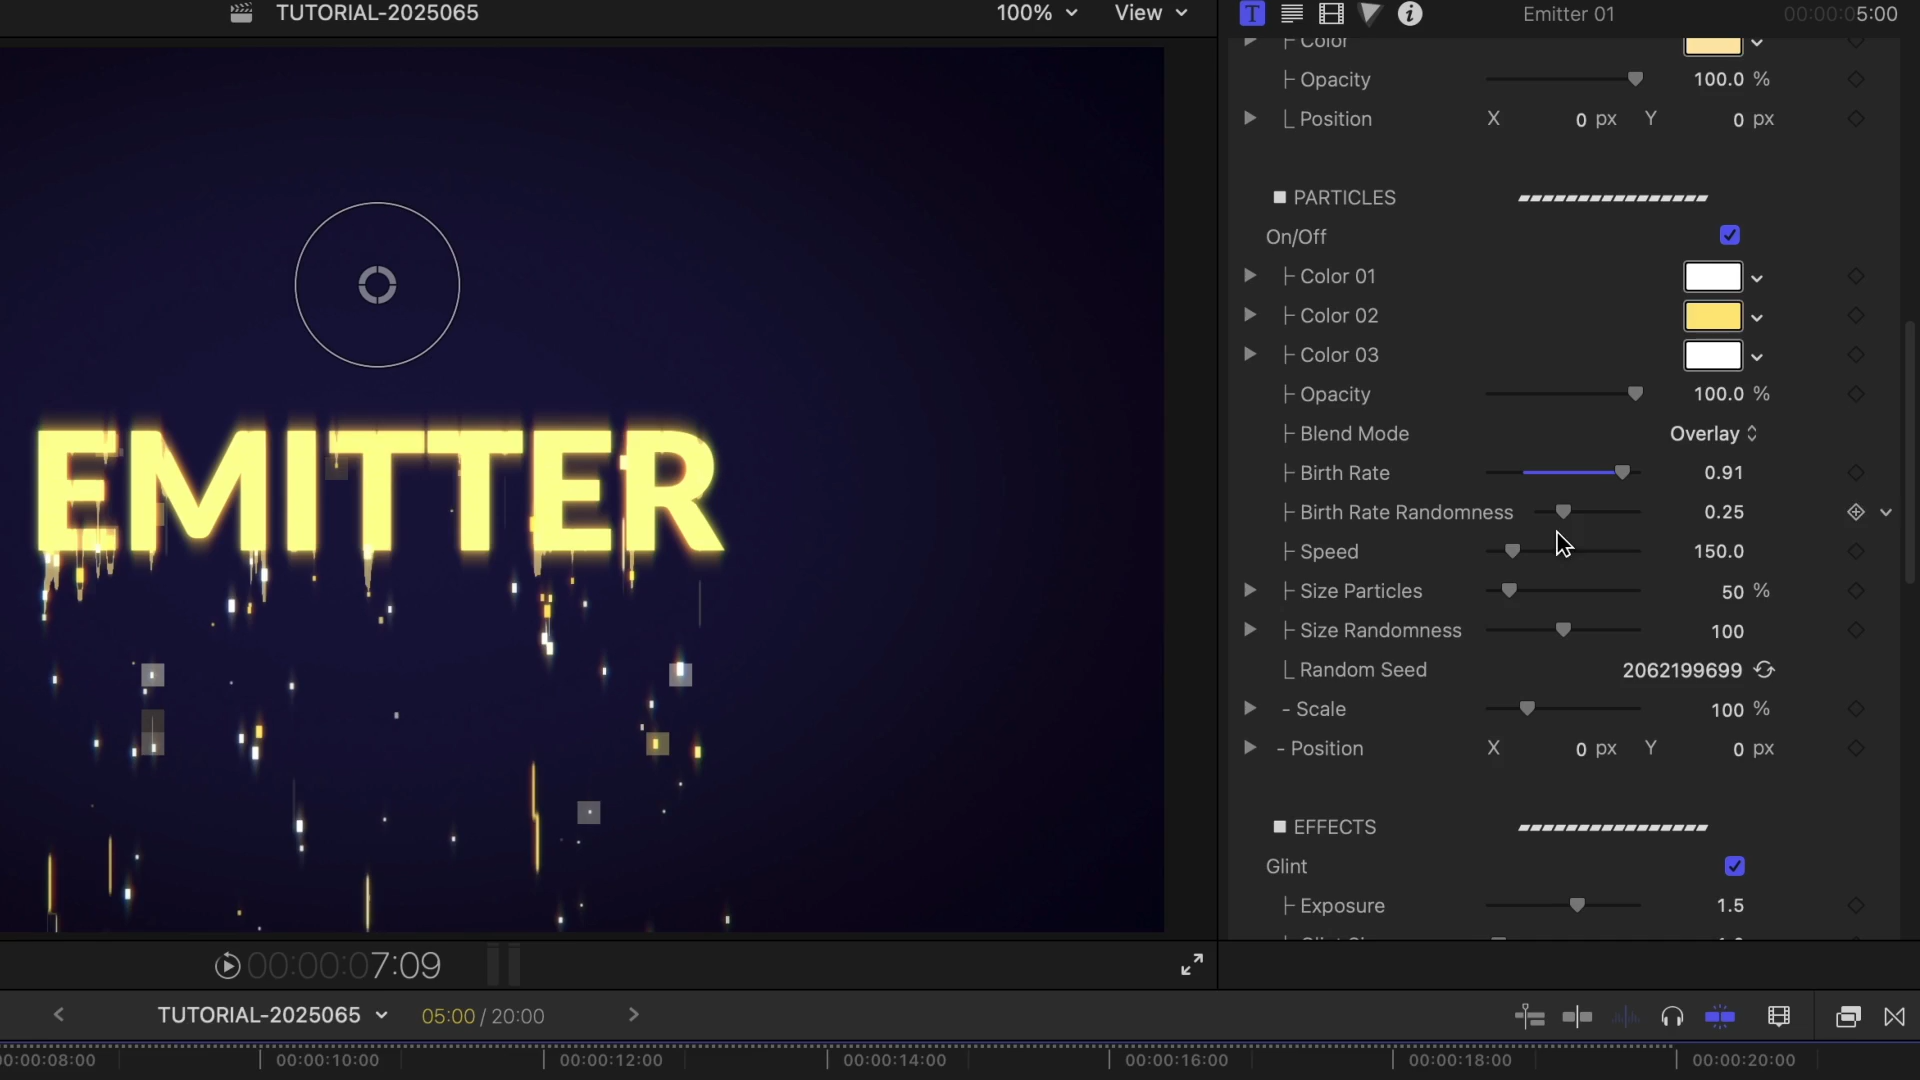 TUTORIAL-2025065
100% View
T i Emitter 01 00:00:05:00
Color
Opacity 100.0 %
Position X 0 px Y 0 px
PARTICLES
On/Off
Color 01
Color 02
Color 03
Opacity 100.0 %
Blend Mode Overlay
Birth Rate 0.91
Birth Rate Randomness 0.25
Speed 150.0
Size Particles 50 %
Size Randomness 100
Random Seed 2062199699
- Scale 100 %
- Position X 0 px Y 0 px
EFFECTS
Glint
Exposure 1.5
EMITTER
00:00:07:09
TUTORIAL-2025065 05:00 / 20:00
00:00:08:00 00:00:10:00 00:00:12:00 00:00:14:00 00:00:16:00 00:00:18:00 00:00:20:00